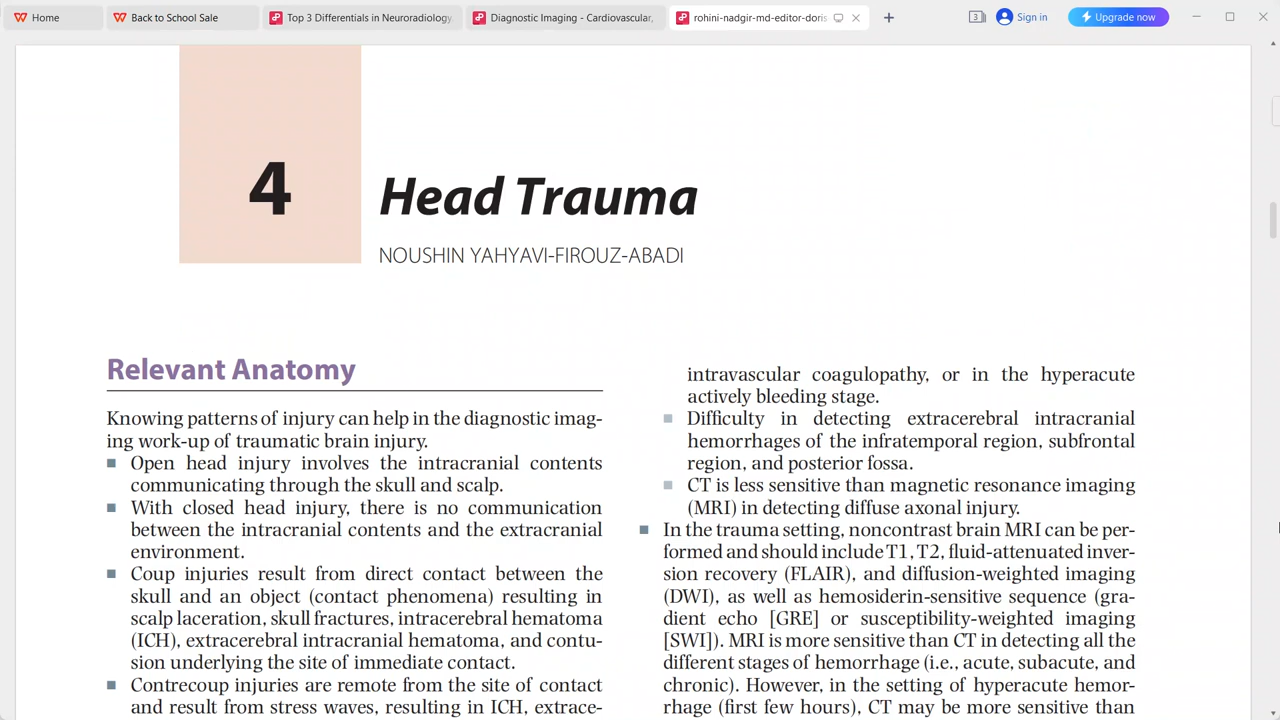 Home
Back to School Sale
Top 3 Differentials in Neuroradiology
Diagnostic Imaging - Cardiovascular,
rohini-nadgir-md-editor-doris
3
Sign in
Upgrade now
4
Head Trauma
NOUSHIN YAHYAVI-FIROUZ-ABADI
Relevant Anatomy
Knowing patterns of injury can help in the diagnostic imag-
ing work-up of traumatic brain injury.
Open head injury involves the intracranial contents
communicating through the skull and scalp.
With closed head injury, there is no communication
between the intracranial contents and the extracranial
environment.
Coup injuries result from direct contact between the
skull and an object (contact phenomena) resulting in
scalp laceration, skull fractures, intracerebral hematoma
(ICH), extracerebral intracranial hematoma, and contu-
sion underlying the site of immediate contact.
Contrecoup injuries are remote from the site of contact
and result from stress waves, resulting in ICH, extrace-
intravascular coagulopathy, or in the hyperacute
actively bleeding stage.
Difficulty in detecting extracerebral intracranial
hemorrhages of the infratemporal region, subfrontal
region, and posterior fossa.
CT is less sensitive than magnetic resonance imaging
(MRI) in detecting diffuse axonal injury.
In the trauma setting, noncontrast brain MRI can be per-
formed and should include T1, T2, fluid-attenuated inver-
sion recovery (FLAIR), and diffusion-weighted imaging
(DWI), as well as hemosiderin-sensitive sequence (gra-
dient echo [GRE] or susceptibility-weighted imaging
[SWI]). MRI is more sensitive than CT in detecting all the
different stages of hemorrhage (i.e., acute, subacute, and
chronic). However, in the setting of hyperacute hemor-
rhage (first few hours), CT may be more sensitive than